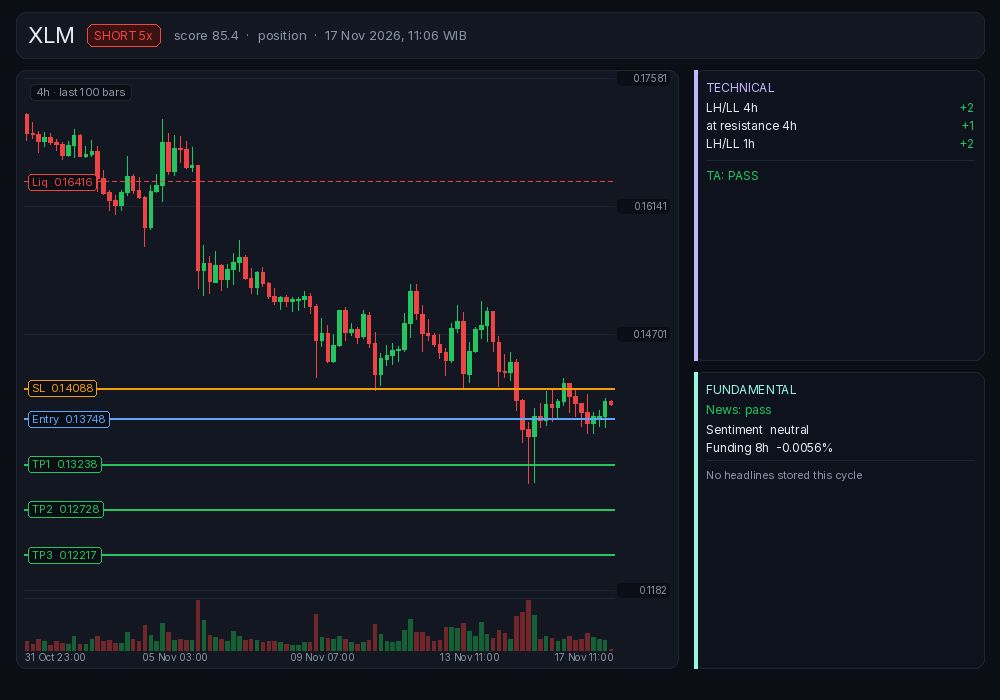 XLM SHORT 5x score 85.4 · position · 17 Nov 2026, 11:06 WIB
4h · last 100 bars
0.17581
Liq 0.16416
0.16141
0.14701
SL 0.14088
Entry 0.13748
TP1 0.13238
TP2 0.12728
TP3 0.12217
0.1182
31 Oct 23:00 05 Nov 03:00 09 Nov 07:00 13 Nov 11:00 17 Nov 11:00
TECHNICAL
LH/LL 4h +2
at resistance 4h +1
LH/LL 1h +2
TA: PASS
FUNDAMENTAL
News: pass
Sentiment neutral
Funding 8h -0.0056%
No headlines stored this cycle